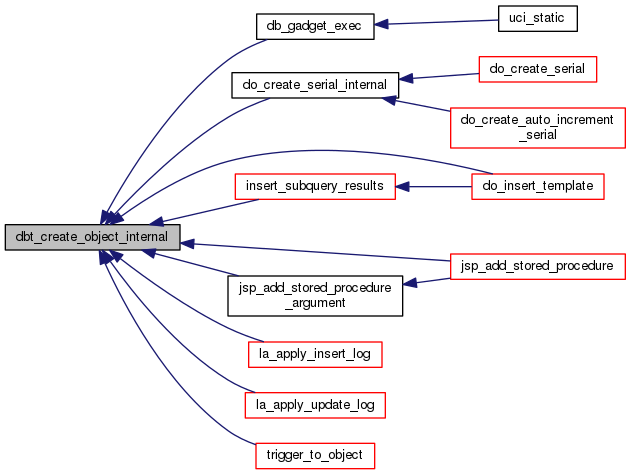 db_gadget_exec
uci_static
do_create_serial
do_create_serial_internal
do_create_auto_increment
_serial
insert_subquery_results
do_insert_template
dbt_create_object_internal
jsp_add_stored_procedure
jsp_add_stored_procedure
_argument
la_apply_insert_log
la_apply_update_log
trigger_to_object